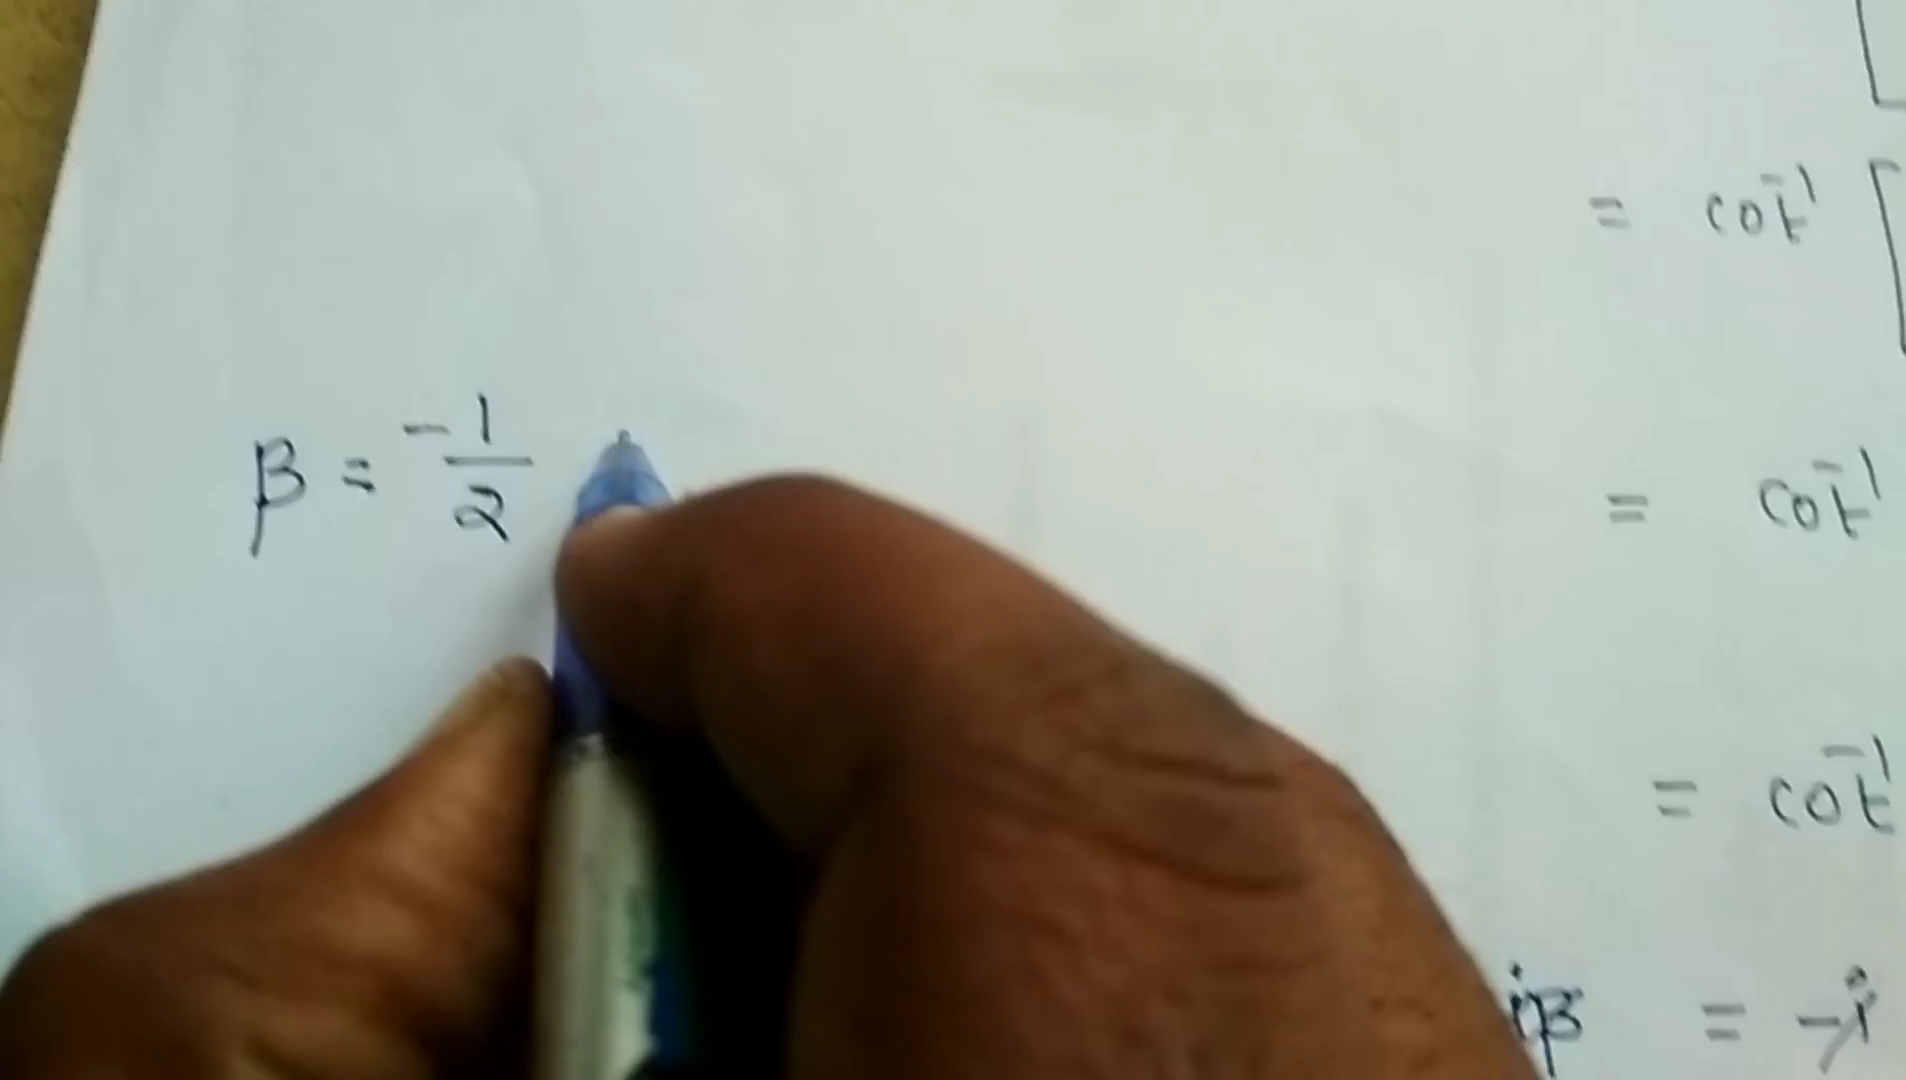 = cot⁻¹ [
β = -1/2
= cot⁻¹
= cot⁻¹
iβ = -i